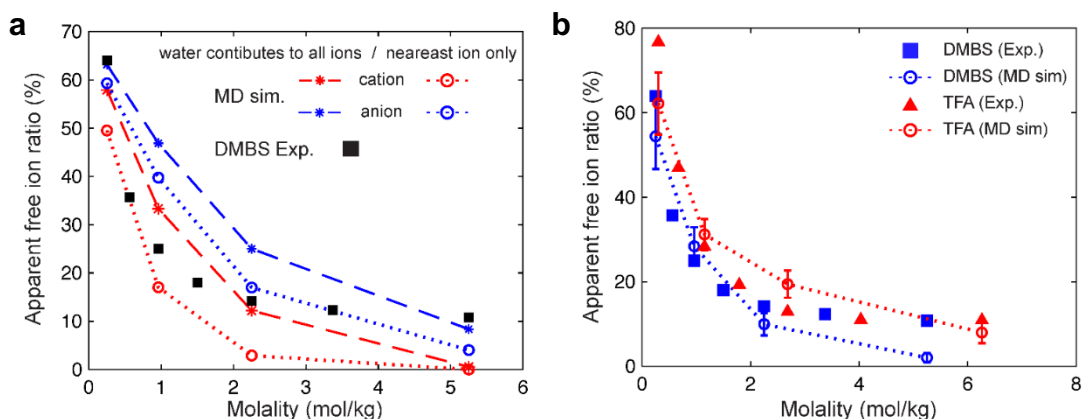 a
Apparent free ion ratio (%)
70
60
50
40
30
20
10
0
water contibutes to all ions / neareast ion only
MD sim.
cation
anion
DMBS Exp.
0 1 2 3 4 5 6
Molality (mol/kg)
b
Apparent free ion ratio (%)
80
60
40
20
0
DMBS (Exp.)
DMBS (MD sim)
TFA (Exp.)
TFA (MD sim)
0 2 4 6 8
Molality (mol/kg)